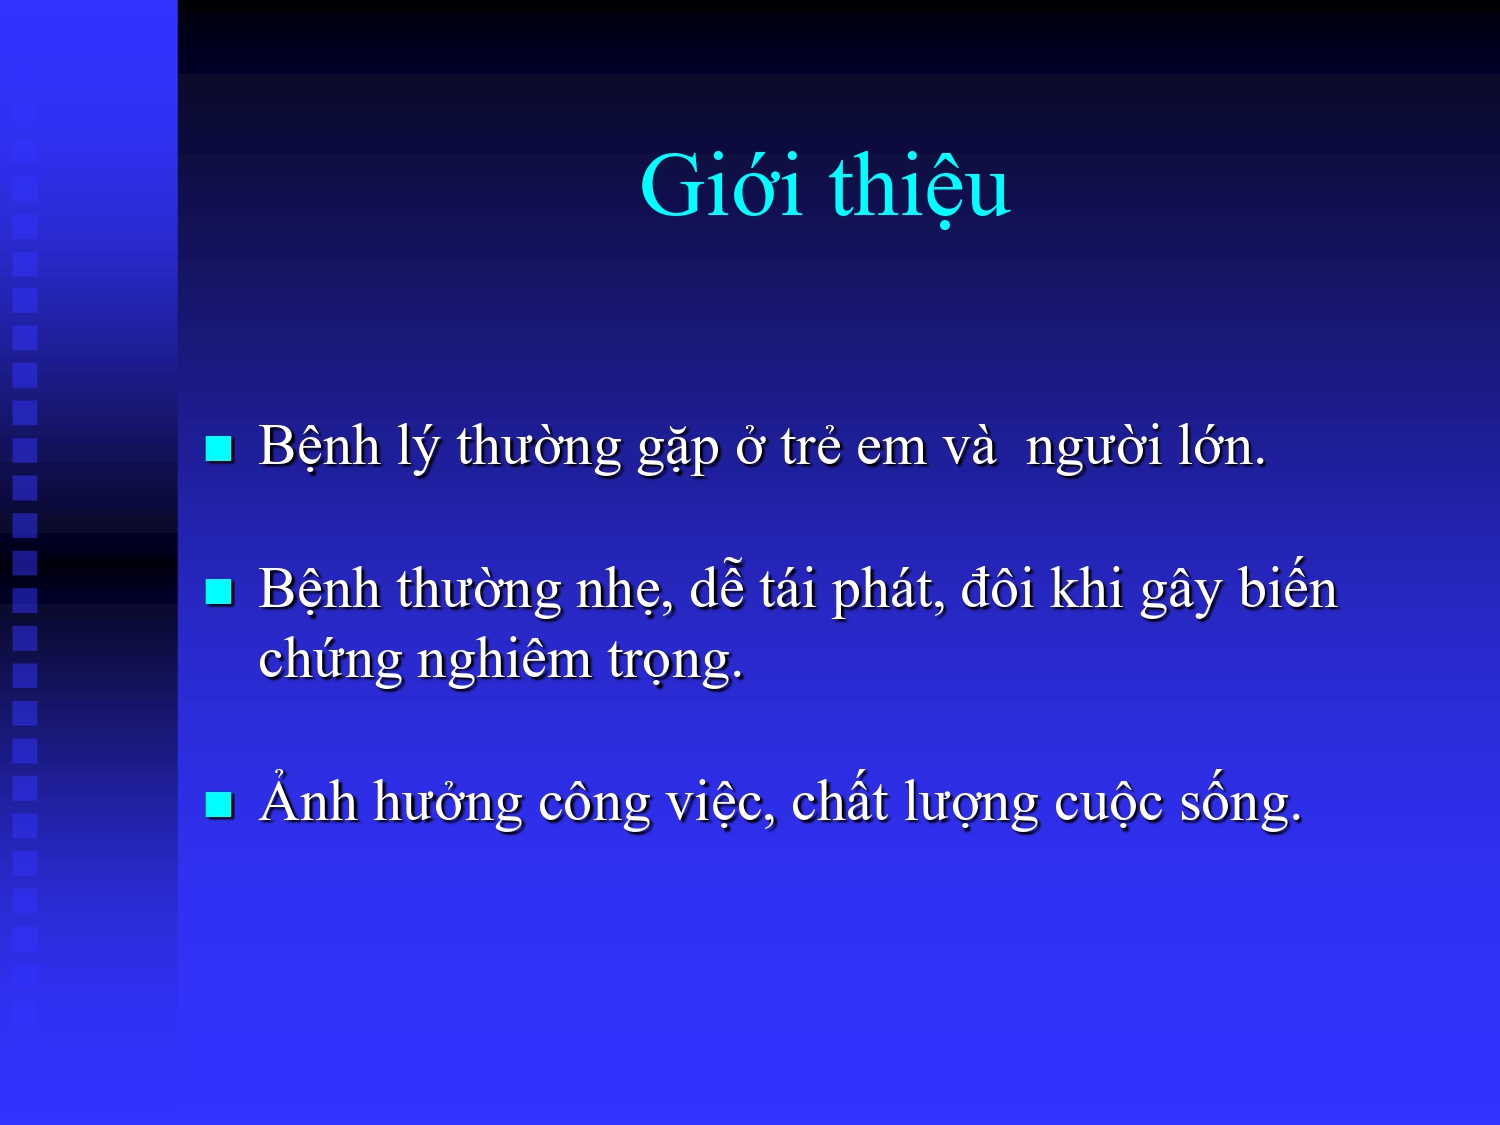 Giới thiệu
Bệnh lý thường gặp ở trẻ em và  người lớn.
Bệnh thường nhẹ, dễ tái phát, đôi khi gây biến
chứng nghiêm trọng.
Ảnh hưởng công việc, chất lượng cuộc sống.